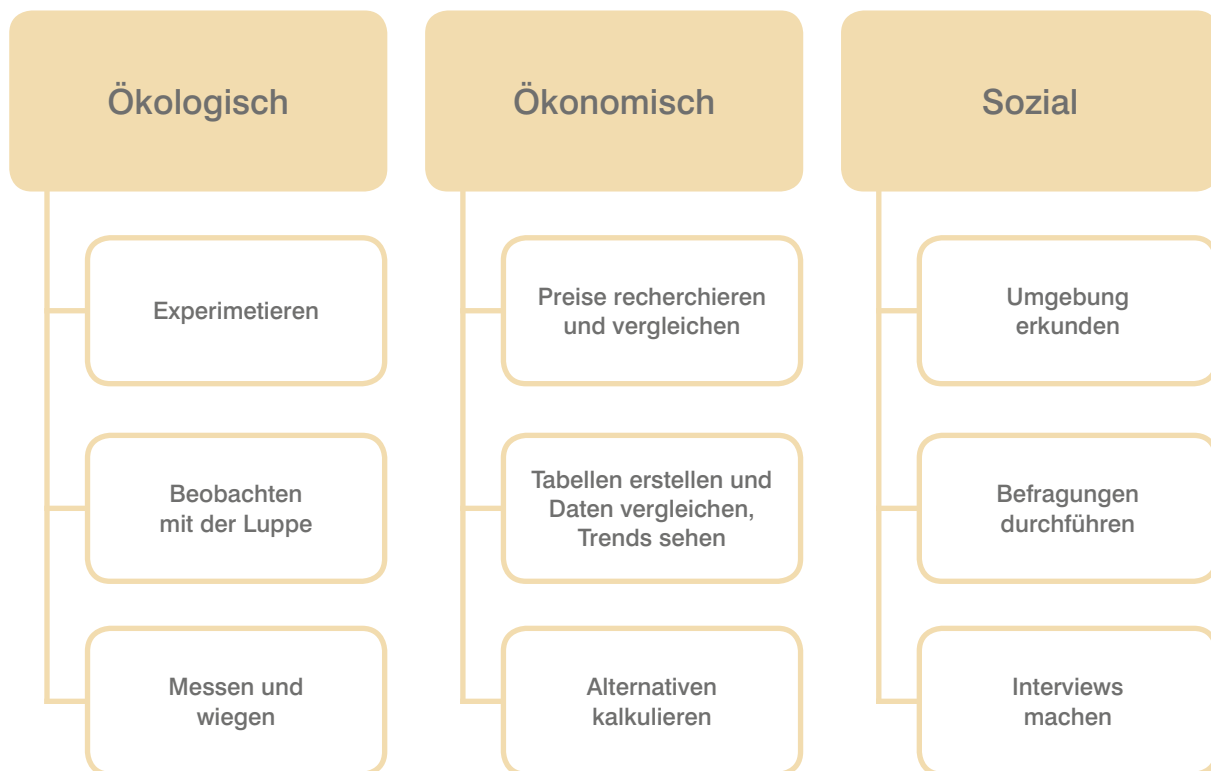 Ökologisch
Experimetieren
Beobachten
mit der Luppe
Messen und
wiegen
Ökonomisch
Preise recherchieren
und vergleichen
Tabellen erstellen und
Daten vergleichen,
Trends sehen
Alternativen
kalkulieren
Sozial
Umgebung
erkunden
Befragungen
durchführen
Interviews
machen